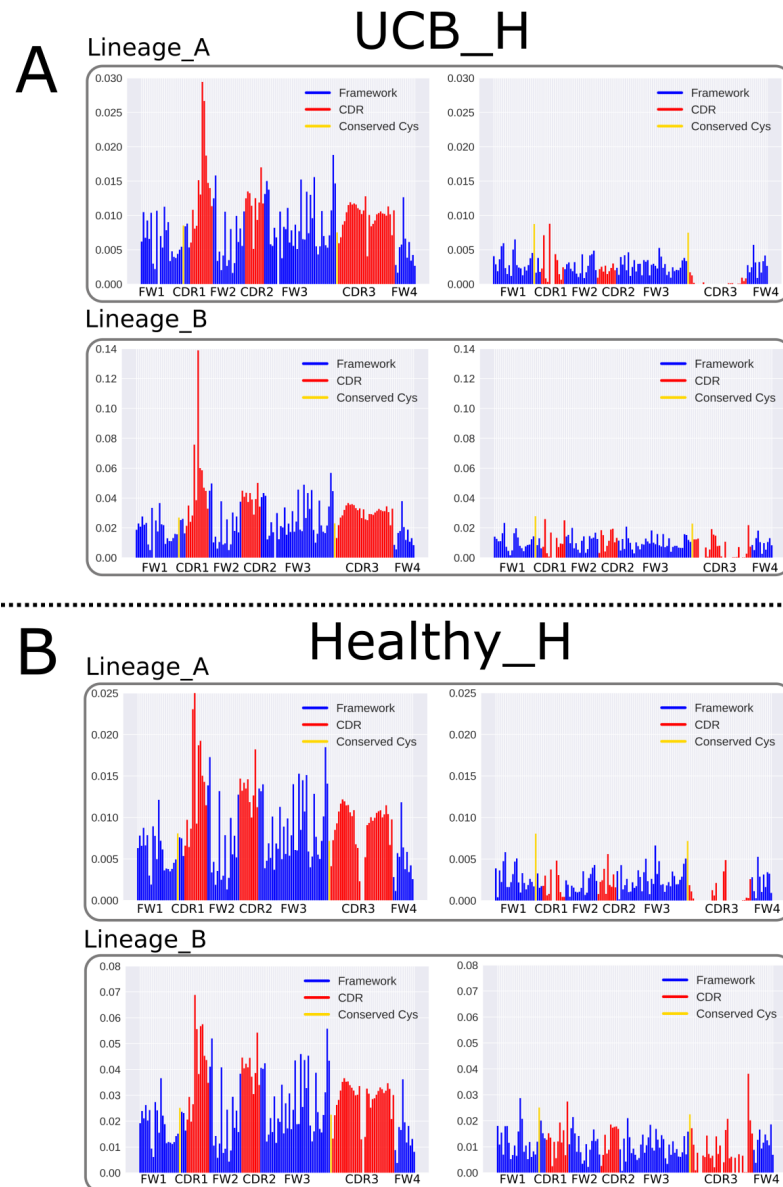 A
UCB_H
Lineage_A
0.030
0.025
0.020
0.015
0.010
0.005
0.000
Framework
CDR
Conserved Cys
FW1 CDR1 FW2 CDR2 FW3 CDR3 FW4
0.030
0.025
0.020
0.015
0.010
0.005
0.000
Framework
CDR
Conserved Cys
FW1 CDR1 FW2 CDR2 FW3 CDR3 FW4
Lineage_B
0.14
0.12
0.10
0.08
0.06
0.04
0.02
0.00
Framework
CDR
Conserved Cys
FW1 CDR1 FW2 CDR2 FW3 CDR3 FW4
0.14
0.12
0.10
0.08
0.06
0.04
0.02
0.00
Framework
CDR
Conserved Cys
FW1 CDR1 FW2 CDR2 FW3 CDR3 FW4
B
Healthy_H
Lineage_A
0.025
0.020
0.015
0.010
0.005
0.000
Framework
CDR
Conserved Cys
FW1 CDR1 FW2 CDR2 FW3 CDR3 FW4
0.025
0.020
0.015
0.010
0.005
0.000
Framework
CDR
Conserved Cys
FW1 CDR1 FW2 CDR2 FW3 CDR3 FW4
Lineage_B
0.08
0.07
0.06
0.05
0.04
0.03
0.02
0.01
0.00
Framework
CDR
Conserved Cys
FW1 CDR1 FW2 CDR2 FW3 CDR3 FW4
0.08
0.07
0.06
0.05
0.04
0.03
0.02
0.01
0.00
Framework
CDR
Conserved Cys
FW1 CDR1 FW2 CDR2 FW3 CDR3 FW4